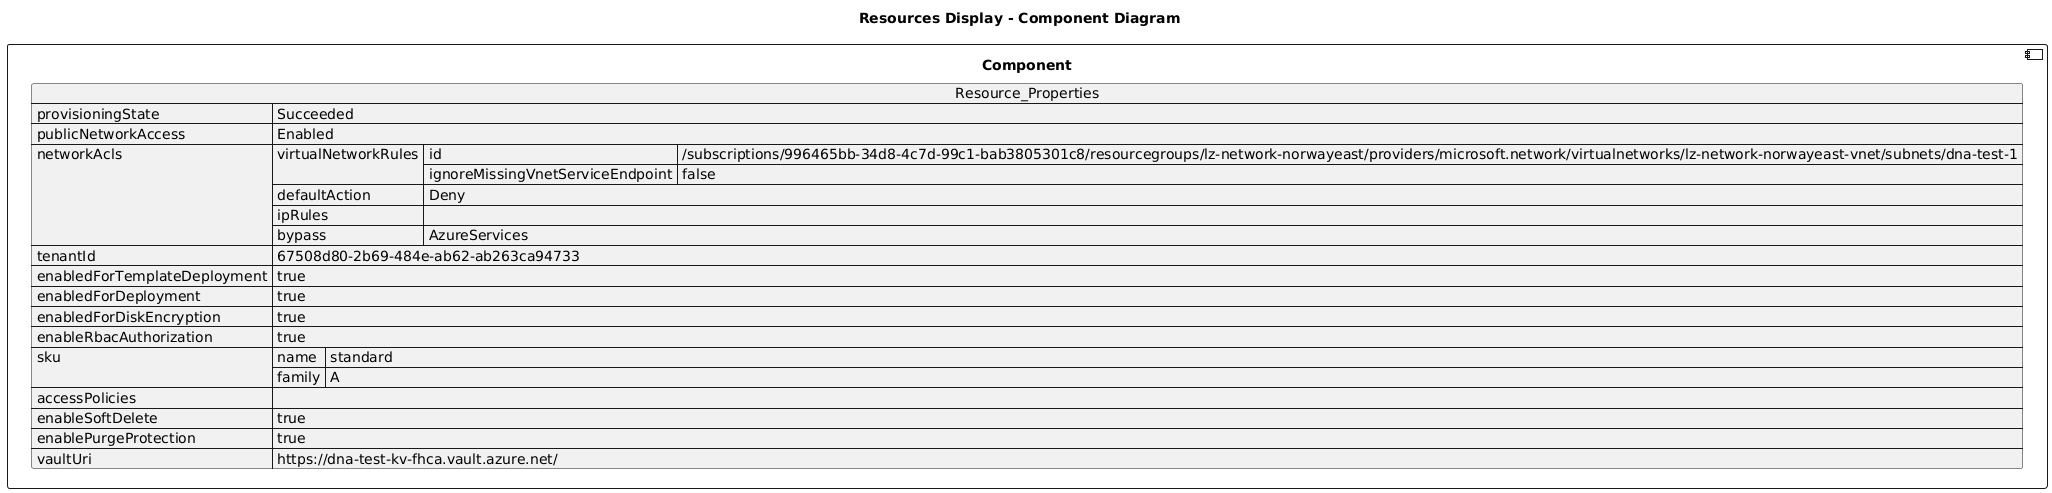 Resources Display - Component Diagram
Component
Resource_Properties
provisioningState Succeeded
publicNetworkAccess Enabled
networkAcls virtualNetworkRules id /subscriptions/996465bb-34d8-4c7d-99c1-bab3805301c8/resourcegroups/lz-network-norwayeast/providers/microsoft.network/virtualnetworks/lz-network-norwayeast-vnet/subnets/dna-test-1
ignoreMissingVnetServiceEndpoint false
defaultAction Deny
ipRules
bypass AzureServices
tenantId 67508d80-2b69-484e-ab62-ab263ca94733
enabledForTemplateDeployment true
enabledForDeployment true
enabledForDiskEncryption true
enableRbacAuthorization true
sku name standard
family A
accessPolicies
enableSoftDelete true
enablePurgeProtection true
vaultUri https://dna-test-kv-fhca.vault.azure.net/